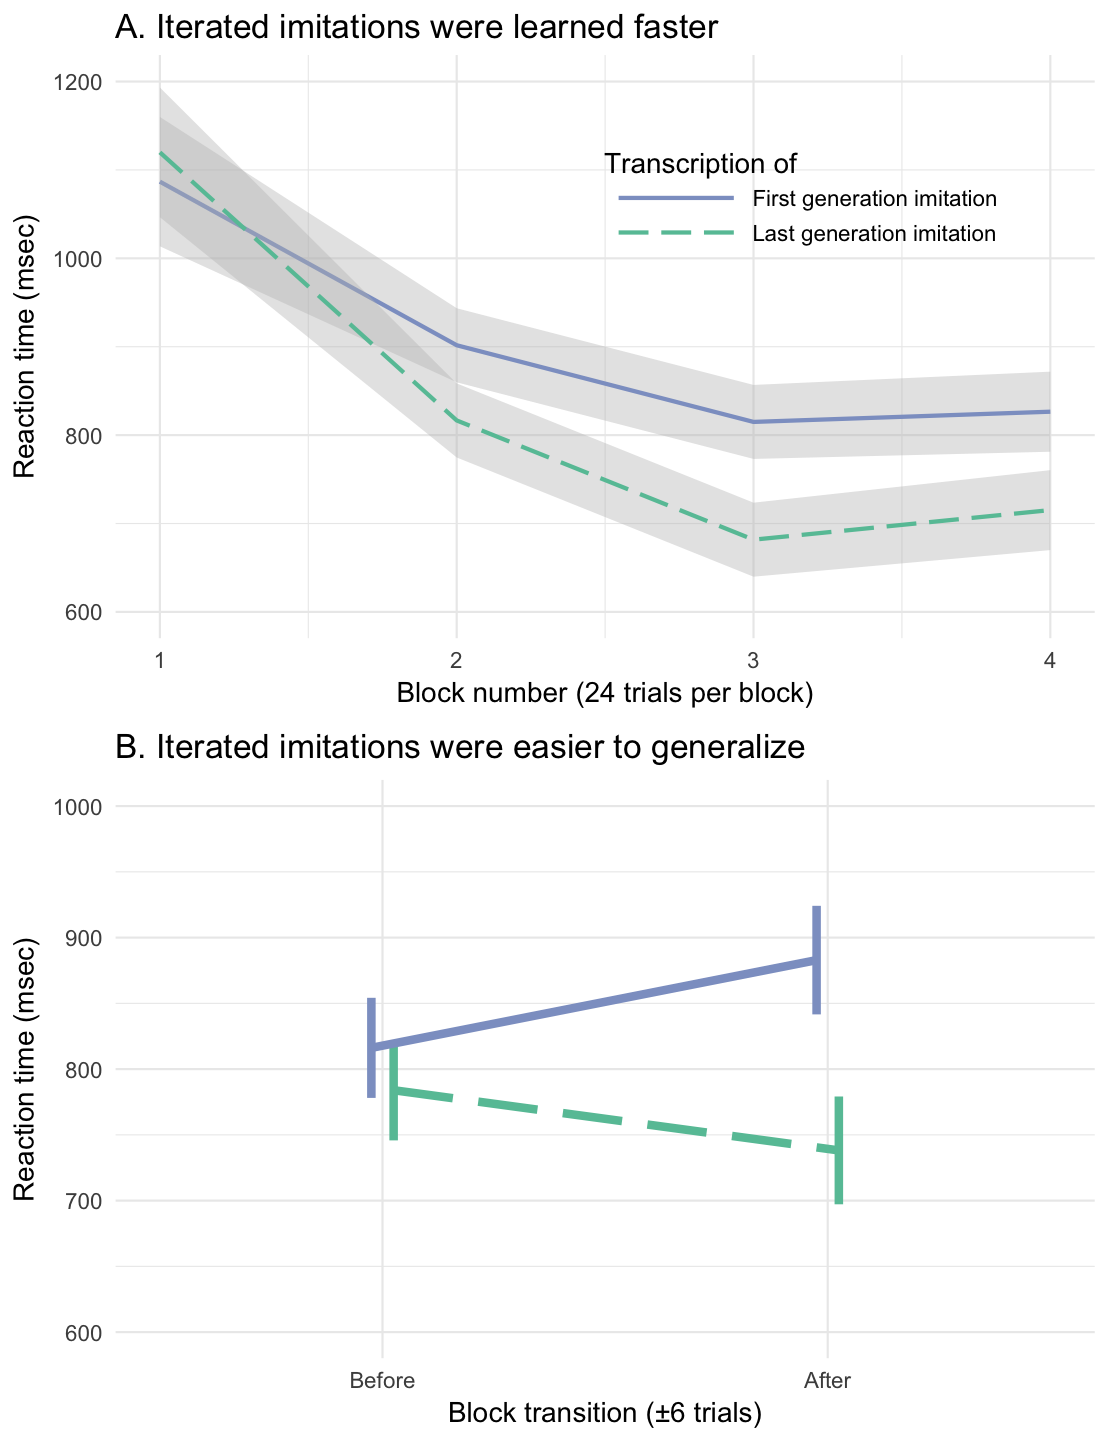 A. Iterated imitations were learned faster
1200
1000
800
600
Reaction time (msec)
Transcription of
First generation imitation
Last generation imitation
1 2 3 4
Block number (24 trials per block)
B. Iterated imitations were easier to generalize
1000
900
800
700
600
Reaction time (msec)
Before After
Block transition (±6 trials)